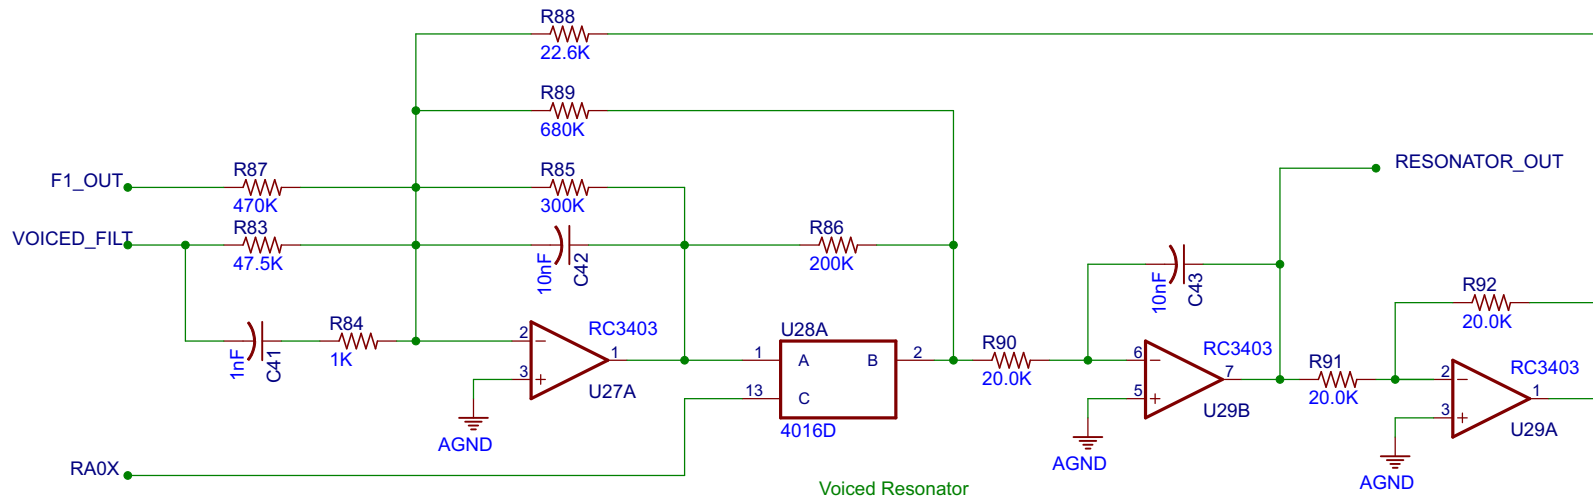 R88
22.6K
R89
680K
R87
470K
R85
300K
F1_OUT
RESONATOR_OUT
VOICED_FILT
R83
47.5K
10nF
C42
R86
200K
10nF
C43
R92
20.0K
1nF
C41
R84
1K
2
3
1
RC3403
U27A
AGND
U28A
1
A
B
2
13
C
4016D
R90
20.0K
6
5
7
RC3403
U29B
AGND
R91
20.0K
2
3
1
RC3403
U29A
AGND
RA0X
Voiced Resonator